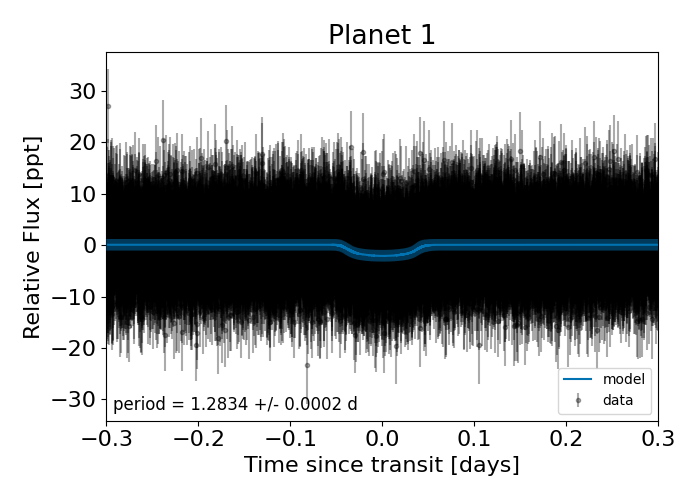 Planet 1
Relative Flux [ppt]
30
20
10
0
−10
−20
−30
period = 1.2834 +/- 0.0002 d
model
data
−0.3
−0.2
−0.1
0.0
0.1
0.2
0.3
Time since transit [days]